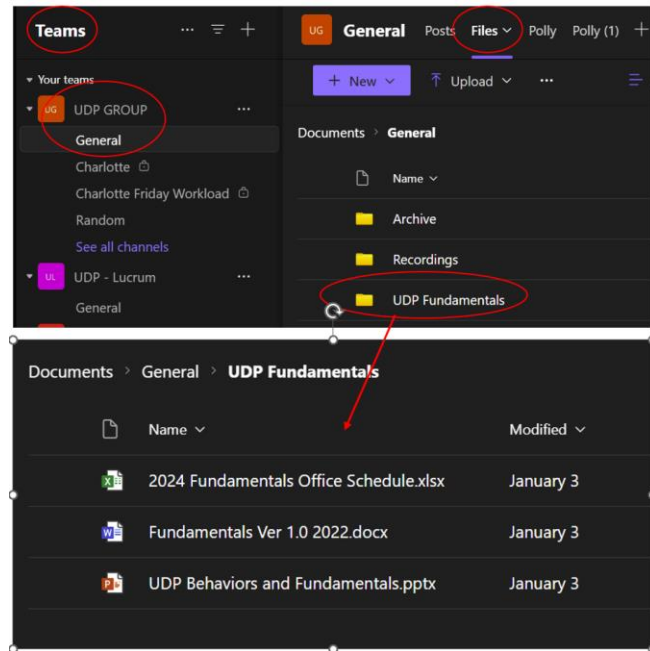 Teams
Your teams
UG UDP GROUP
General
Charlotte
Charlotte Friday Workload
Random
See all channels
UL UDP - Lucrum
General
UG General Posts Files Polly Polly (1)
New Upload
Documents > General
Name
Archive
Recordings
UDP Fundamentals
Documents > General > UDP Fundamentals
Name Modified
2024 Fundamentals Office Schedule.xlsx January 3
Fundamentals Ver 1.0 2022.docx January 3
UDP Behaviors and Fundamentals.pptx January 3